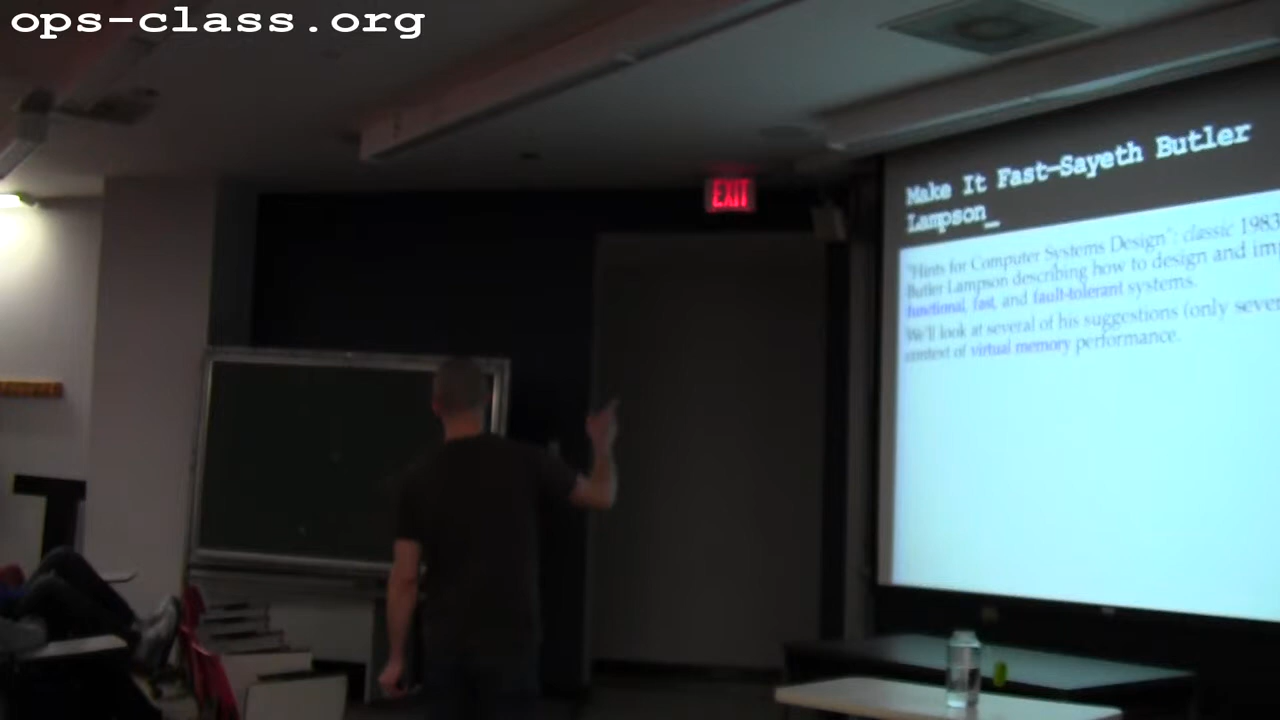 ops-class.org
EXIT
Make It Fast—Sayeth Butler
Lampson_
"Hints for Computer Systems Design": classic 1983
Butler Lampson describing how to design and imp
functional, fast, and fault-tolerant systems.
We'll look at several of his suggestions (only seve
context of virtual memory performance.